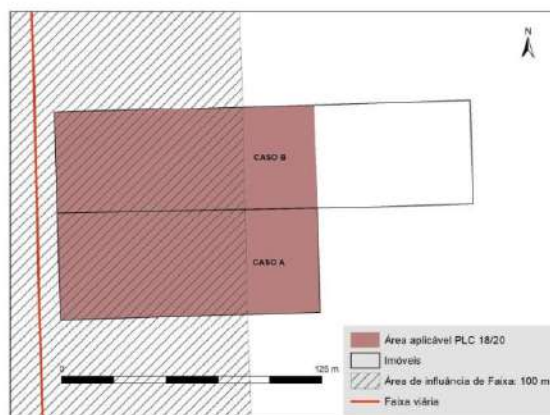 N
CASO B
CASO A
0
125 m
Área aplicável PLC 18/20
Imóveis
Área de influência de Faixa: 100 m
Faixa viária